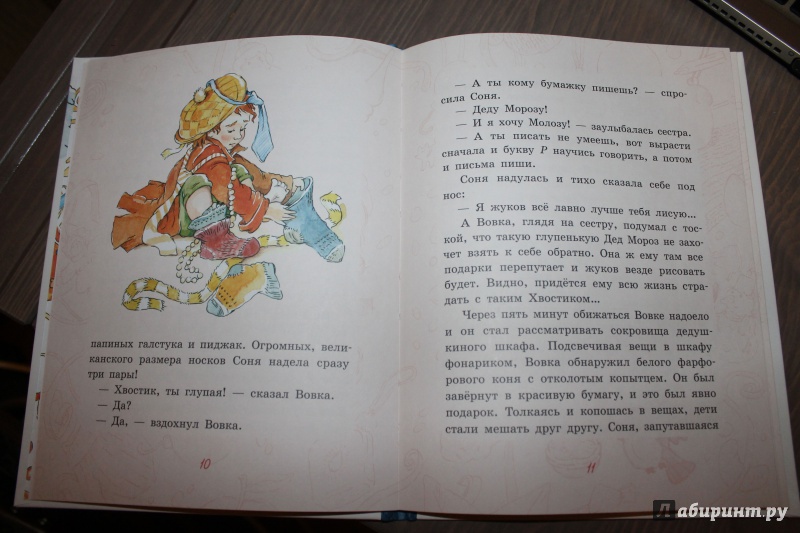 папиных галстука и пиджак. Огромных, вели-
канского размера носков Соня надела сразу
три пары!
— Хвостик, ты глупая! — сказал Вовка.
— Да?
— Да, — вздохнул Вовка.
10
— А ты кому бумажку пишешь? — спро-
сила Соня.
— Деду Морозу!
— И я хочу Молозу! — заулыбалась сестра.
— А ты писать не умеешь, вот вырасти
сначала и букву Р научись говорить, а потом
и письма пиши.
Соня надулась и тихо сказала себе под
нос:
— Я жуков всё лавно лучше тебя лисую...
А Вовка, глядя на сестру, подумал с тос-
кой, что такую глупенькую Дед Мороз не захо-
чет взять к себе обратно. Она ж ему там все
подарки перепутает и жуков везде рисовать
будет. Видно, придётся ему всю жизнь стра-
дать с таким Хвостиком...
Через пять минут обижаться Вовке надоело
и он стал рассматривать сокровища дедуш-
киного шкафа. Подсвечивая вещи в шкафу
фонариком, Вовка обнаружил белого фарфо-
рового коня с отколотым копытцем. Он был
завёрнут в красивую бумагу, и это был явно
подарок. Толкаясь и копошась в вещах, дети
стали мешать друг другу. Соня, запутавшаяся
11
Лабиринт.ру